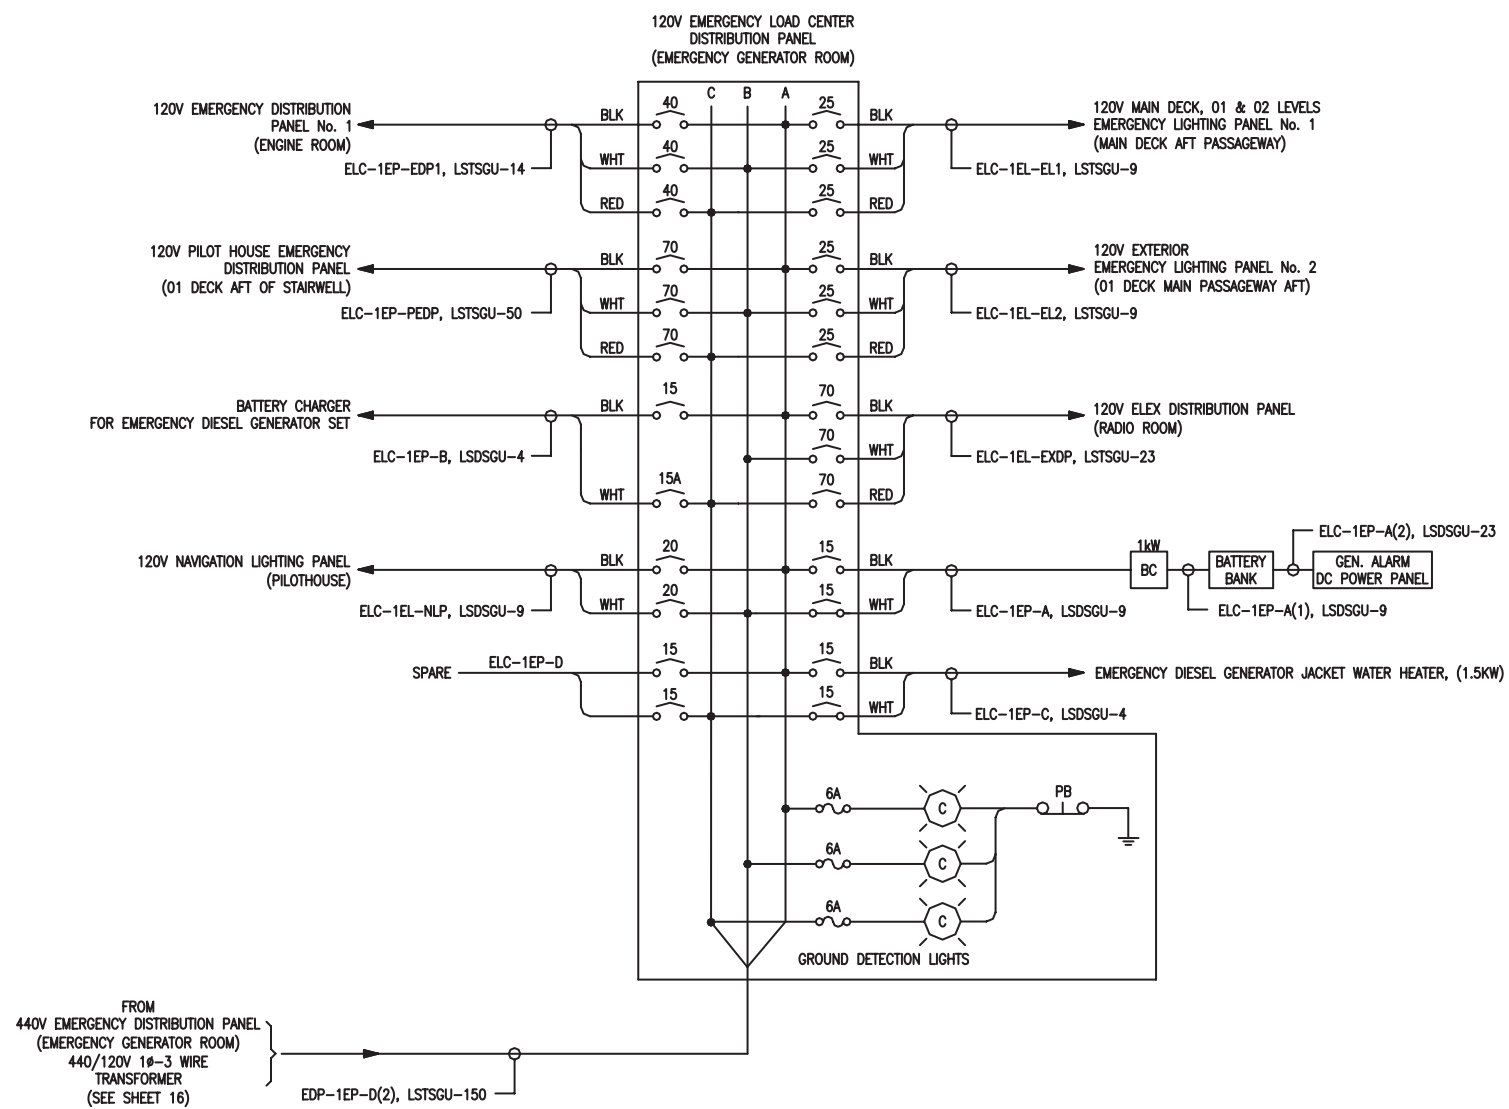 120V EMERGENCY LOAD CENTER
DISTRIBUTION PANEL
(EMERGENCY GENERATOR ROOM)
C B A
120V EMERGENCY DISTRIBUTION
PANEL No. 1
(ENGINE ROOM)
ELC-1EP-EDP1, LSTSGU-14
BLK 40
WHT 40
RED 40
25 BLK
25 WHT
25 RED
120V MAIN DECK, 01 & 02 LEVELS
EMERGENCY LIGHTING PANEL No. 1
(MAIN DECK AFT PASSAGEWAY)
ELC-1EL-EL1, LSTSGU-9
120V PILOT HOUSE EMERGENCY
DISTRIBUTION PANEL
(01 DECK AFT OF STAIRWELL)
ELC-1EP-PEDP, LSTSGU-50
BLK 70
WHT 70
RED 70
25 BLK
25 WHT
25 RED
120V EXTERIOR
EMERGENCY LIGHTING PANEL No. 2
(01 DECK MAIN PASSAGEWAY AFT)
ELC-1EL-EL2, LSTSGU-9
BATTERY CHARGER
FOR EMERGENCY DIESEL GENERATOR SET
ELC-1EP-B, LSDSGU-4
BLK 15
WHT 15A
70 BLK
70 WHT
70 RED
120V ELEX DISTRIBUTION PANEL
(RADIO ROOM)
ELC-1EL-EXDP, LSTSGU-23
120V NAVIGATION LIGHTING PANEL
(PILOTHOUSE)
ELC-1EL-NLP, LSDSGU-9
BLK 20
WHT 20
15 BLK
15 WHT
ELC-1EP-A, LSDSGU-9
1kW
BC
ELC-1EP-A(1), LSDSGU-9
BATTERY
BANK
ELC-1EP-A(2), LSDSGU-23
GEN. ALARM
DC POWER PANEL
SPARE
ELC-1EP-D
15
15
15 BLK
15 WHT
EMERGENCY DIESEL GENERATOR JACKET WATER HEATER, (1.5KW)
ELC-1EP-C, LSDSGU-4
6A C PB
6A C
6A C
GROUND DETECTION LIGHTS
FROM
440V EMERGENCY DISTRIBUTION PANEL
(EMERGENCY GENERATOR ROOM)
440/120V 1ø-3 WIRE
TRANSFORMER
(SEE SHEET 16)
EDP-1EP-D(2), LSTSGU-150